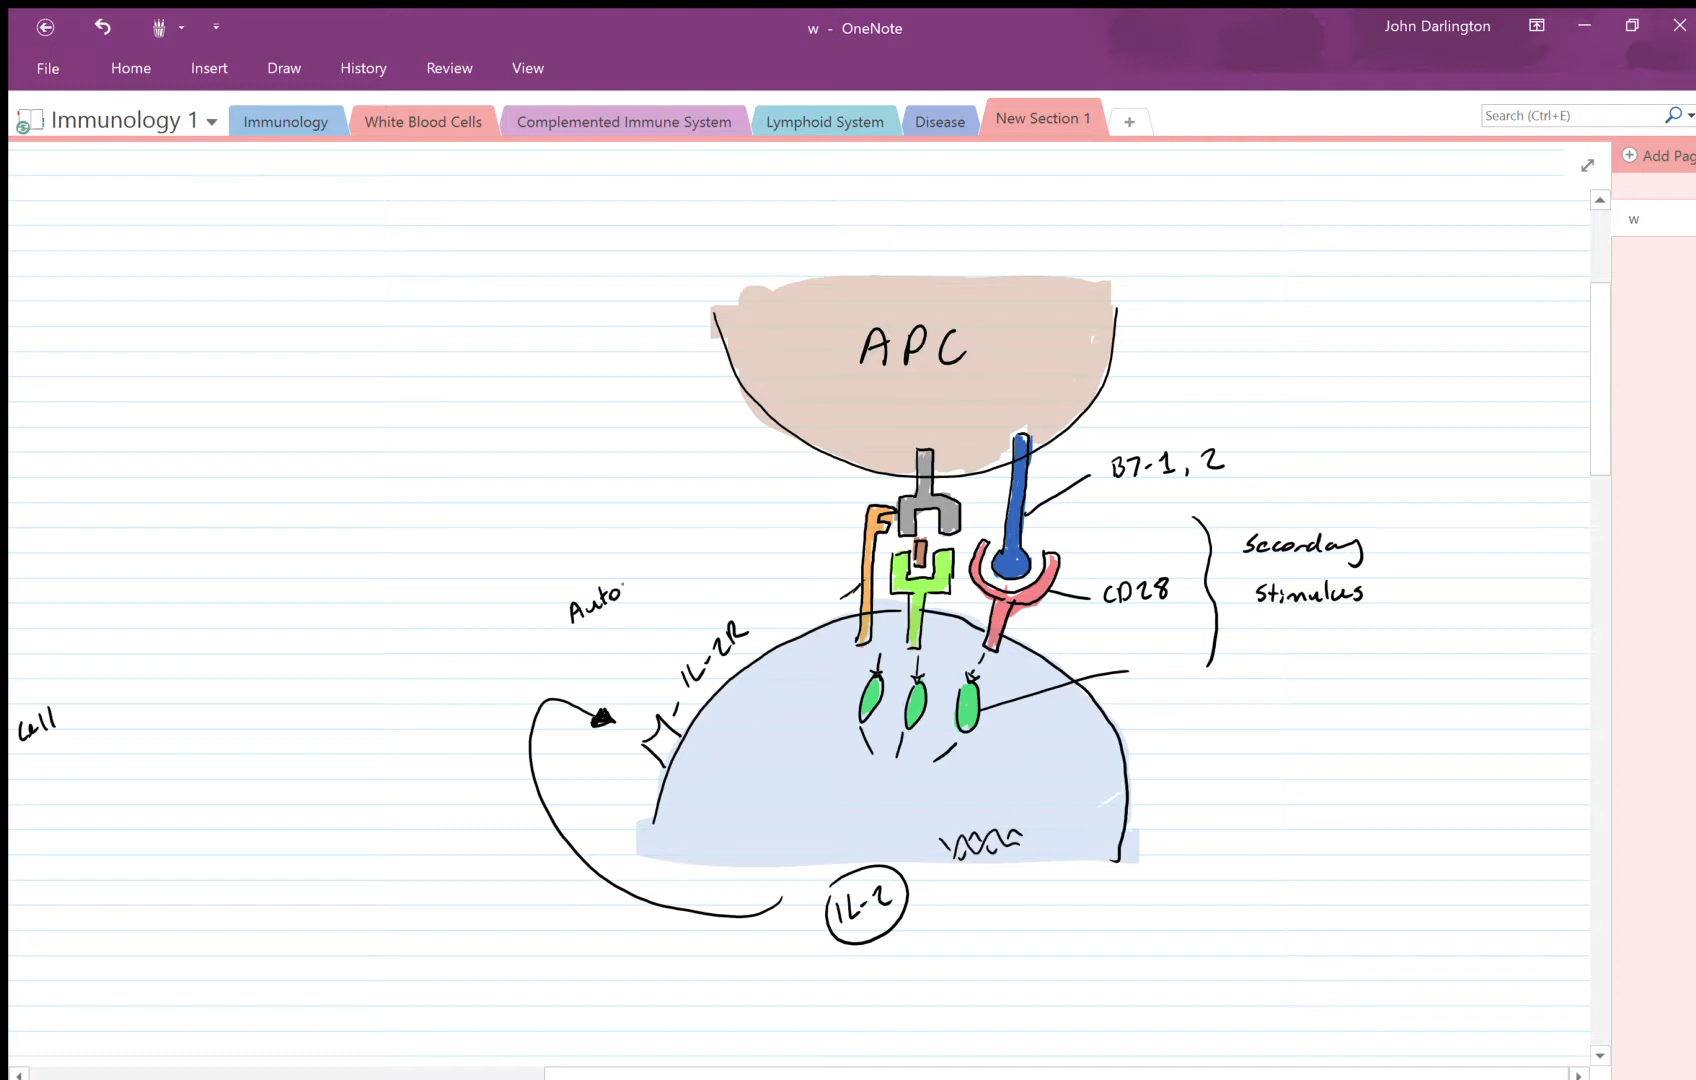 John Darlington
w - OneNote
File Home Insert Draw History Review View
Immunology 1 Immunology White Blood Cells Complemented Immune System Lymphoid System Disease New Section 1 +
Search (Ctrl+E)
Add Pag
w
APC
B7-1, 2
Secondary
Stimulus
CD28
Auto
IL-2R
Cell
IL-2